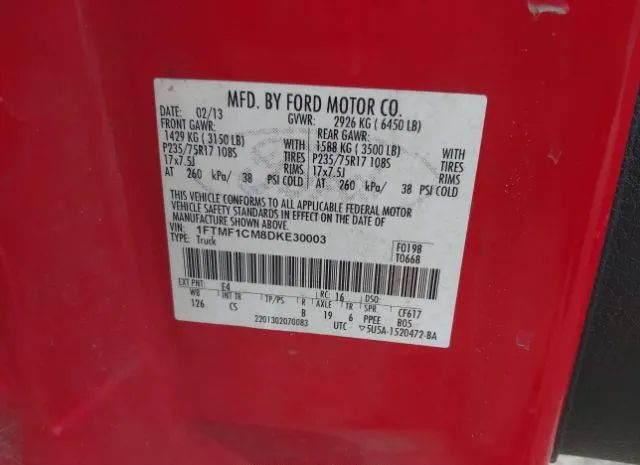 MFD. BY FORD MOTOR CO.
DATE: 02/13 GVWR: 2926 KG ( 6450 LB)
FRONT GAWR: REAR GAWR:
1429 KG ( 3150 LB) WITH 1588 KG ( 3500 LB) WITH
P235/75R17 108S TIRES P235/75R17 108S TIRES
17x7.5J RIMS 17x7.5J RIMS
AT 260 kPa/ 38 PSI COLD AT 260 kPa/ 38 PSI COLD
THIS VEHICLE CONFORMS TO ALL APPLICABLE FEDERAL MOTOR
VEHICLE SAFETY STANDARDS IN EFFECT ON THE DATE OF
MANUFACTURE SHOWN ABOVE.
VIN: 1FTMF1CM8DKE30003 F0198
TYPE: Truck T0668
EXT PNT: E4 RC: 16 DSO:
WB INT TR TP/PS R AXLE TR SPR CF617
126 CS B 19 6 PPEE B05
2201302070083 UTC ▽5U5A-1520472-BA